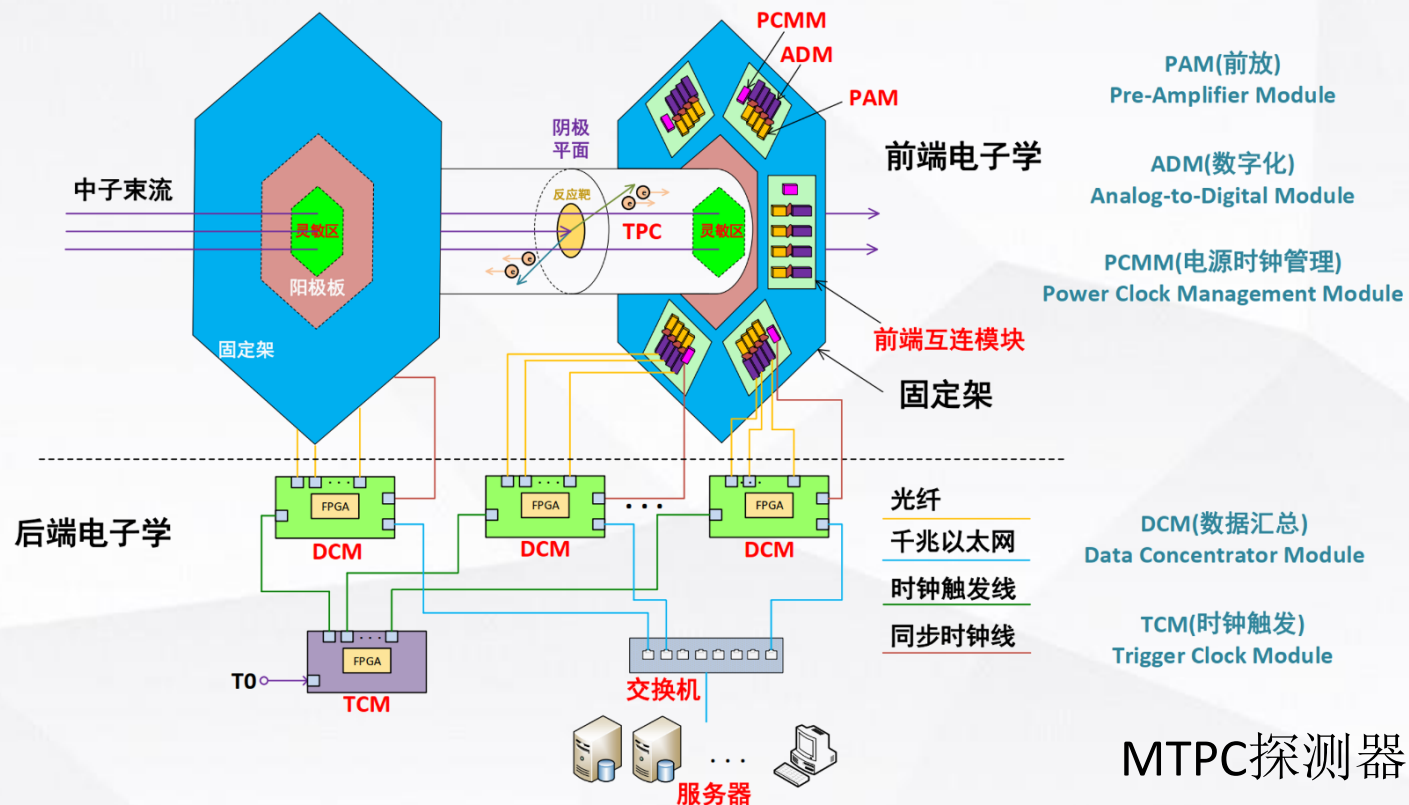 PCMM
ADM
PAM
阴极
平面
反应靶
中子束流
灵敏区
TPC
灵敏区
阳极板
固定架
前端电子学
前端互连模块
固定架
PAM(前放)
Pre-Amplifier Module
ADM(数字化)
Analog-to-Digital Module
PCMM(电源时钟管理)
Power Clock Management Module
后端电子学
FPGA
DCM
FPGA
DCM
...
FPGA
DCM
光纤
千兆以太网
时钟触发线
同步时钟线
DCM(数据汇总)
Data Concentrator Module
TCM(时钟触发)
Trigger Clock Module
T0
FPGA
TCM
交换机
...
服务器
MTPC探测器